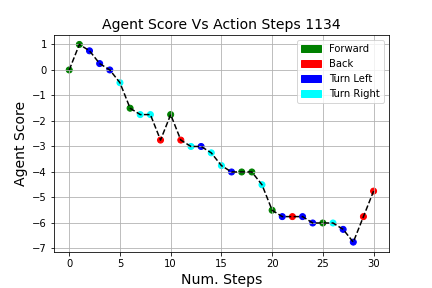 Agent Score Vs Action Steps 1134
Agent Score
1
0
−1
−2
−3
−4
−5
−6
−7
Forward
Back
Turn Left
Turn Right
0 5 10 15 20 25 30
Num. Steps